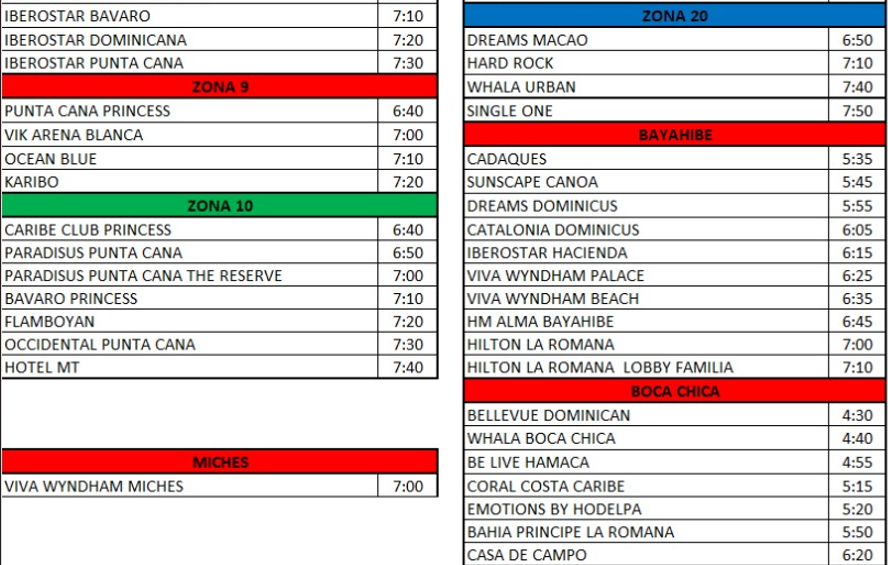 IBEROSTAR BAVARO 7:10
IBEROSTAR DOMINICANA 7:20
IBEROSTAR PUNTA CANA 7:30
ZONA 9
PUNTA CANA PRINCESS 6:40
VIK ARENA BLANCA 7:00
OCEAN BLUE 7:10
KARIBO 7:20
ZONA 10
CARIBE CLUB PRINCESS 6:40
PARADISUS PUNTA CANA 6:50
PARADISUS PUNTA CANA THE RESERVE 7:00
BAVARO PRINCESS 7:10
FLAMBOYAN 7:20
OCCIDENTAL PUNTA CANA 7:30
HOTEL MT 7:40
MICHES
VIVA WYNDHAM MICHES 7:00
ZONA 20
DREAMS MACAO 6:50
HARD ROCK 7:10
WHALA URBAN 7:40
SINGLE ONE 7:50
BAYAHIBE
CADAQUES 5:35
SUNSCAPE CANOA 5:45
DREAMS DOMINICUS 5:55
CATALONIA DOMINICUS 6:05
IBEROSTAR HACIENDA 6:15
VIVA WYNDHAM PALACE 6:25
VIVA WYNDHAM BEACH 6:35
HM ALMA BAYAHIBE 6:45
HILTON LA ROMANA 7:00
HILTON LA ROMANA LOBBY FAMILIA 7:10
BOCA CHICA
BELLEVUE DOMINICAN 4:30
WHALA BOCA CHICA 4:40
BE LIVE HAMACA 4:55
CORAL COSTA CARIBE 5:15
EMOTIONS BY HODELPA 5:20
BAHIA PRINCIPE LA ROMANA 5:50
CASA DE CAMPO 6:20